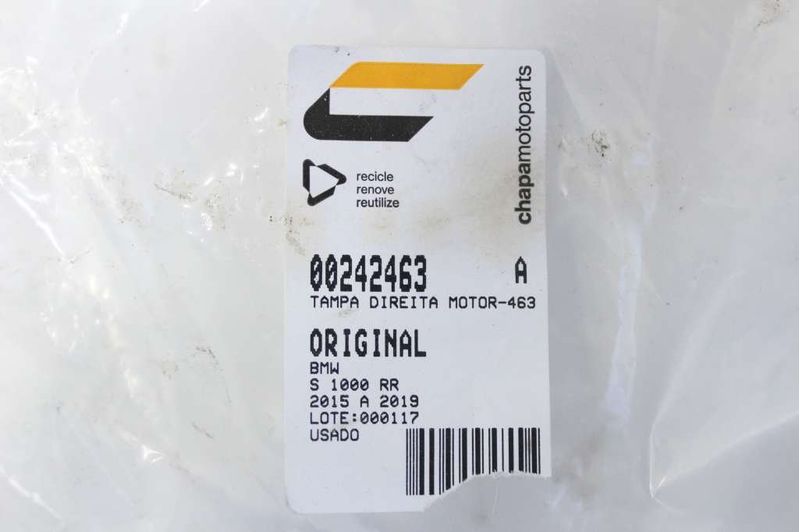 chapamotoparts
recicle
renove
reutilize
00242463 A
TAMPA DIREITA MOTOR-463
ORIGINAL
BMW
S 1000 RR
2015 A 2019
LOTE:000117
USADO